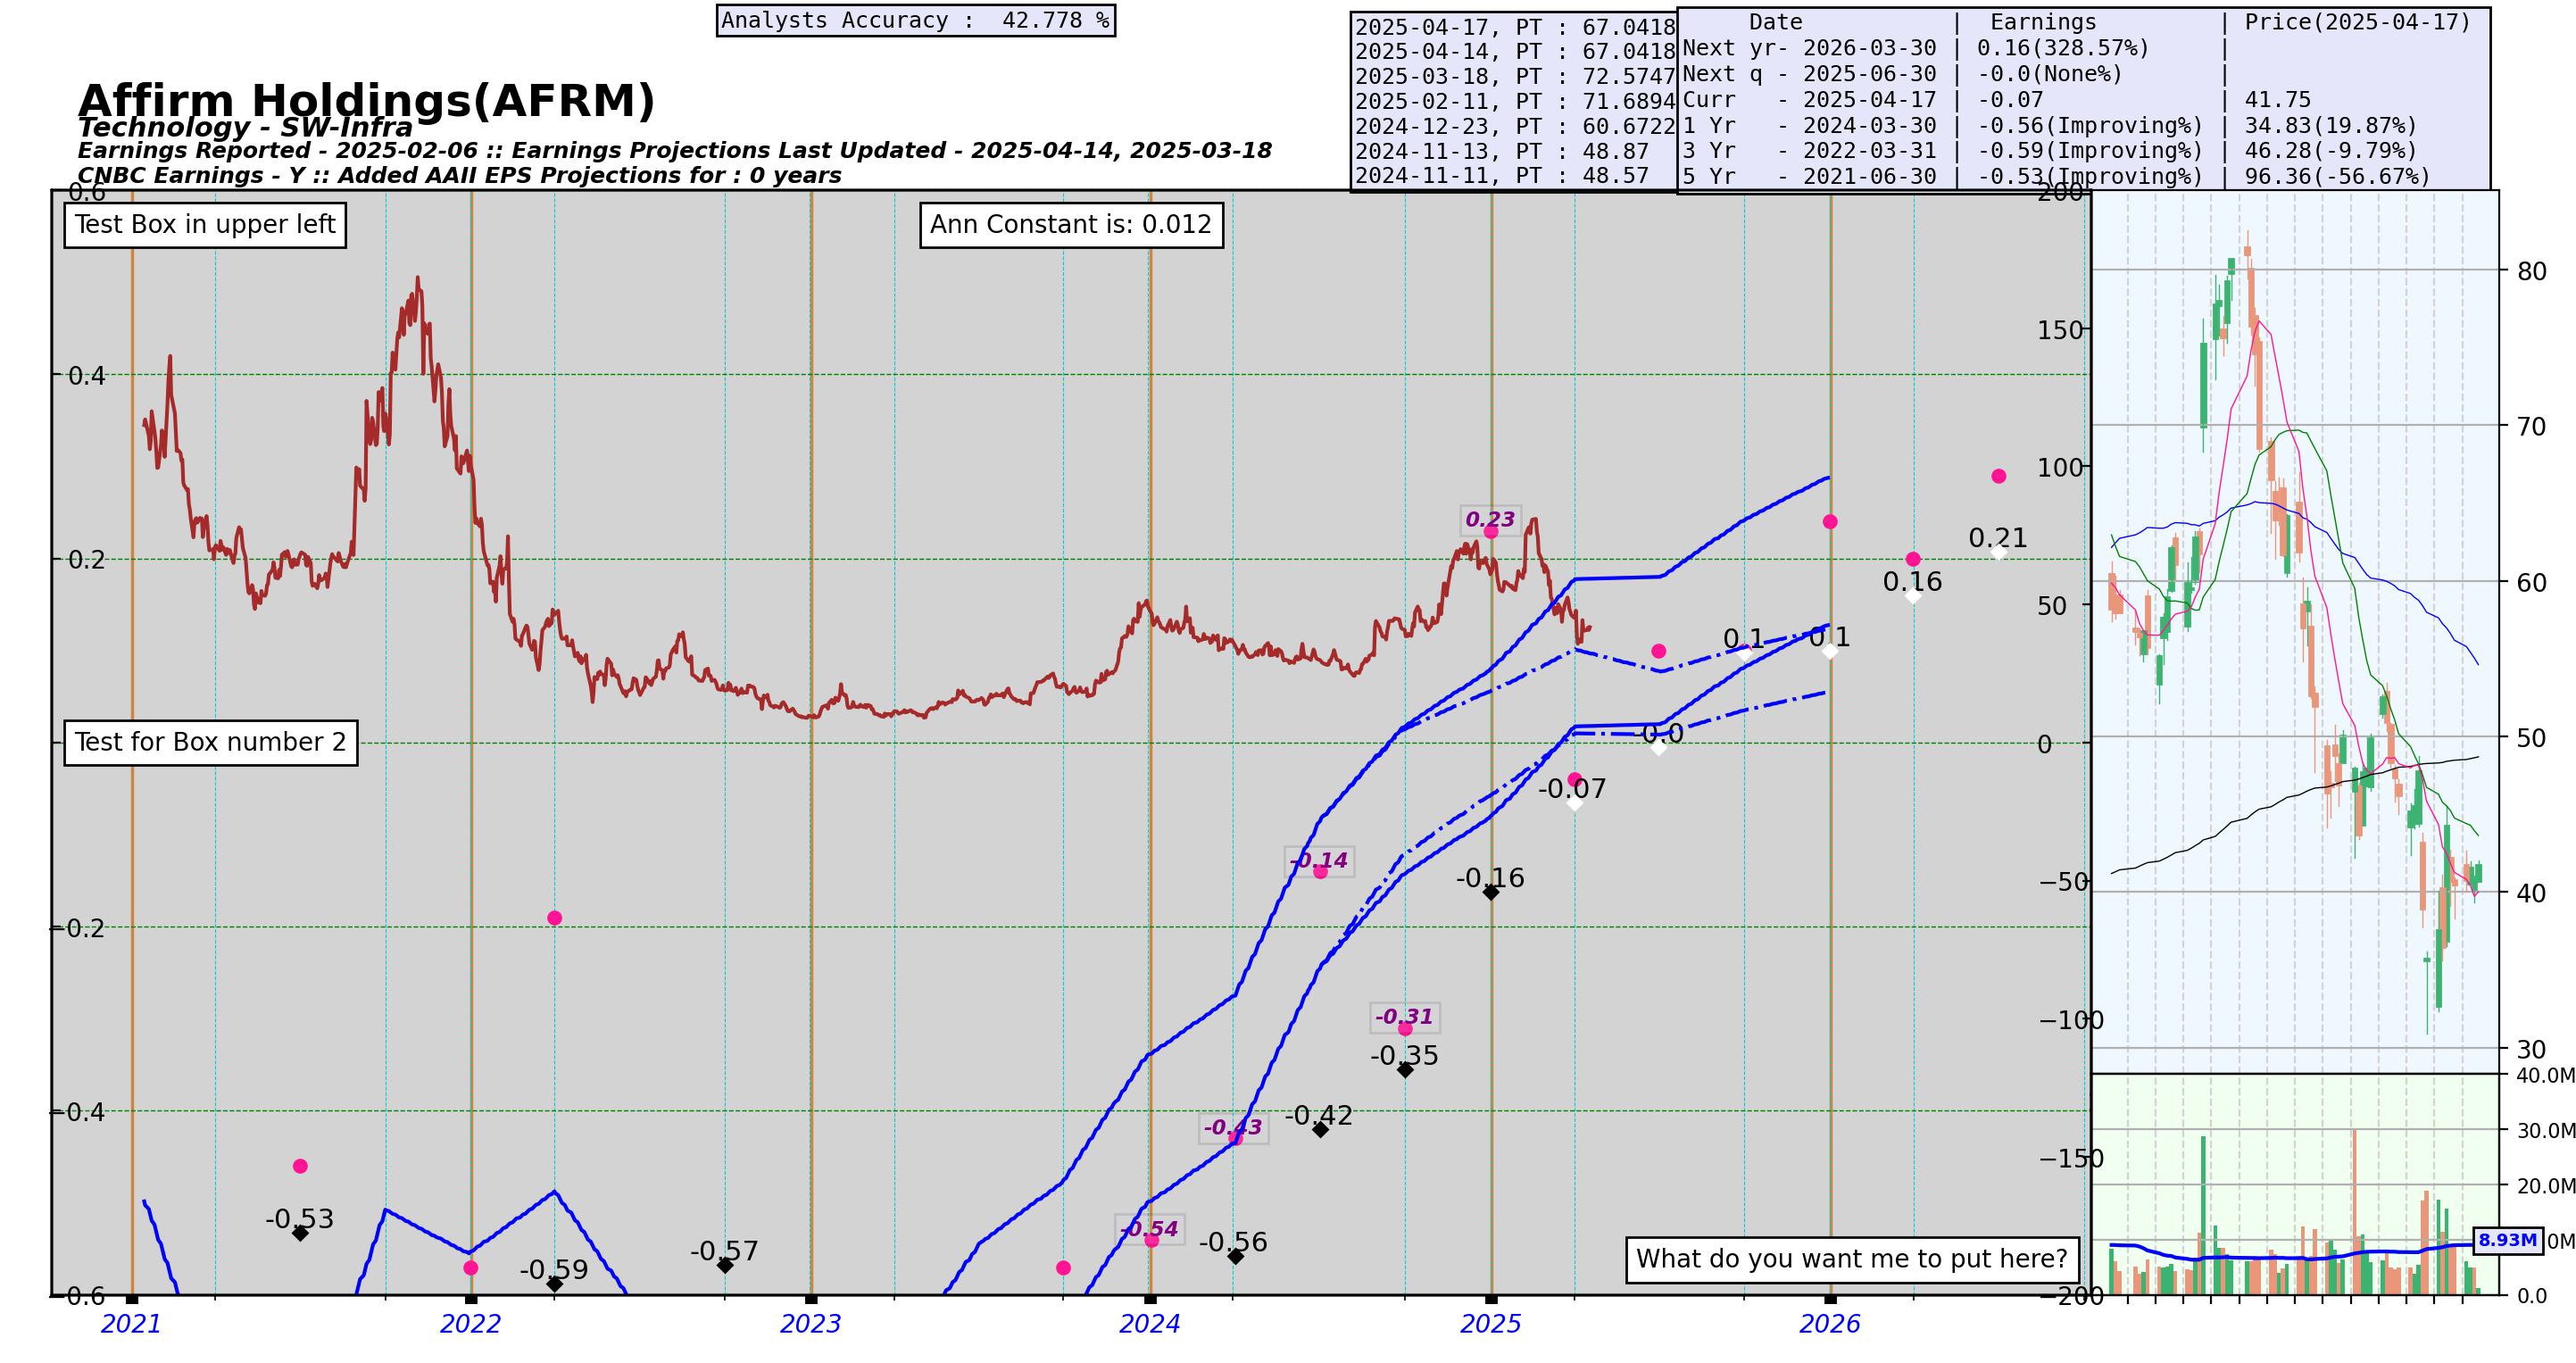 Analysts Accuracy :  42.778 %
2025-04-17, PT : 67.0418
2025-04-14, PT : 67.0418
2025-03-18, PT : 72.5747
2025-02-11, PT : 71.6894
2024-12-23, PT : 60.6722
2024-11-13, PT : 48.87
2024-11-11, PT : 48.57
Date | Earnings | Price(2025-04-17)
Next yr- 2026-03-30 | 0.16(328.57%) |
Next q - 2025-06-30 | -0.0(None%) |
Curr - 2025-04-17 | -0.07 | 41.75
1 Yr - 2024-03-30 | -0.56(Improving%) | 34.83(19.87%)
3 Yr - 2022-03-31 | -0.59(Improving%) | 46.28(-9.79%)
5 Yr - 2021-06-30 | -0.53(Improving%) | 96.36(-56.67%)
Affirm Holdings(AFRM)
Technology - SW-Infra
Earnings Reported - 2025-02-06 :: Earnings Projections Last Updated - 2025-04-14, 2025-03-18
CNBC Earnings - Y :: Added AAII EPS Projections for : 0 years
Test Box in upper left
Ann Constant is: 0.012
Test for Box number 2
What do you want me to put here?
0.6
0.4
0.2
−0.2
−0.4
−0.6
-0.53
-0.59
-0.57
-0.54
-0.56
-0.43
-0.42
-0.14
-0.31
-0.35
0.23
-0.16
-0.07
-0.0
0.1
0.1
0.16
0.21
200
150
100
50
0
−50
−100
−150
−200
80
70
60
50
40
30
40.0M
30.0M
20.0M
0M
8.93M
0.0
2021
2022
2023
2024
2025
2026